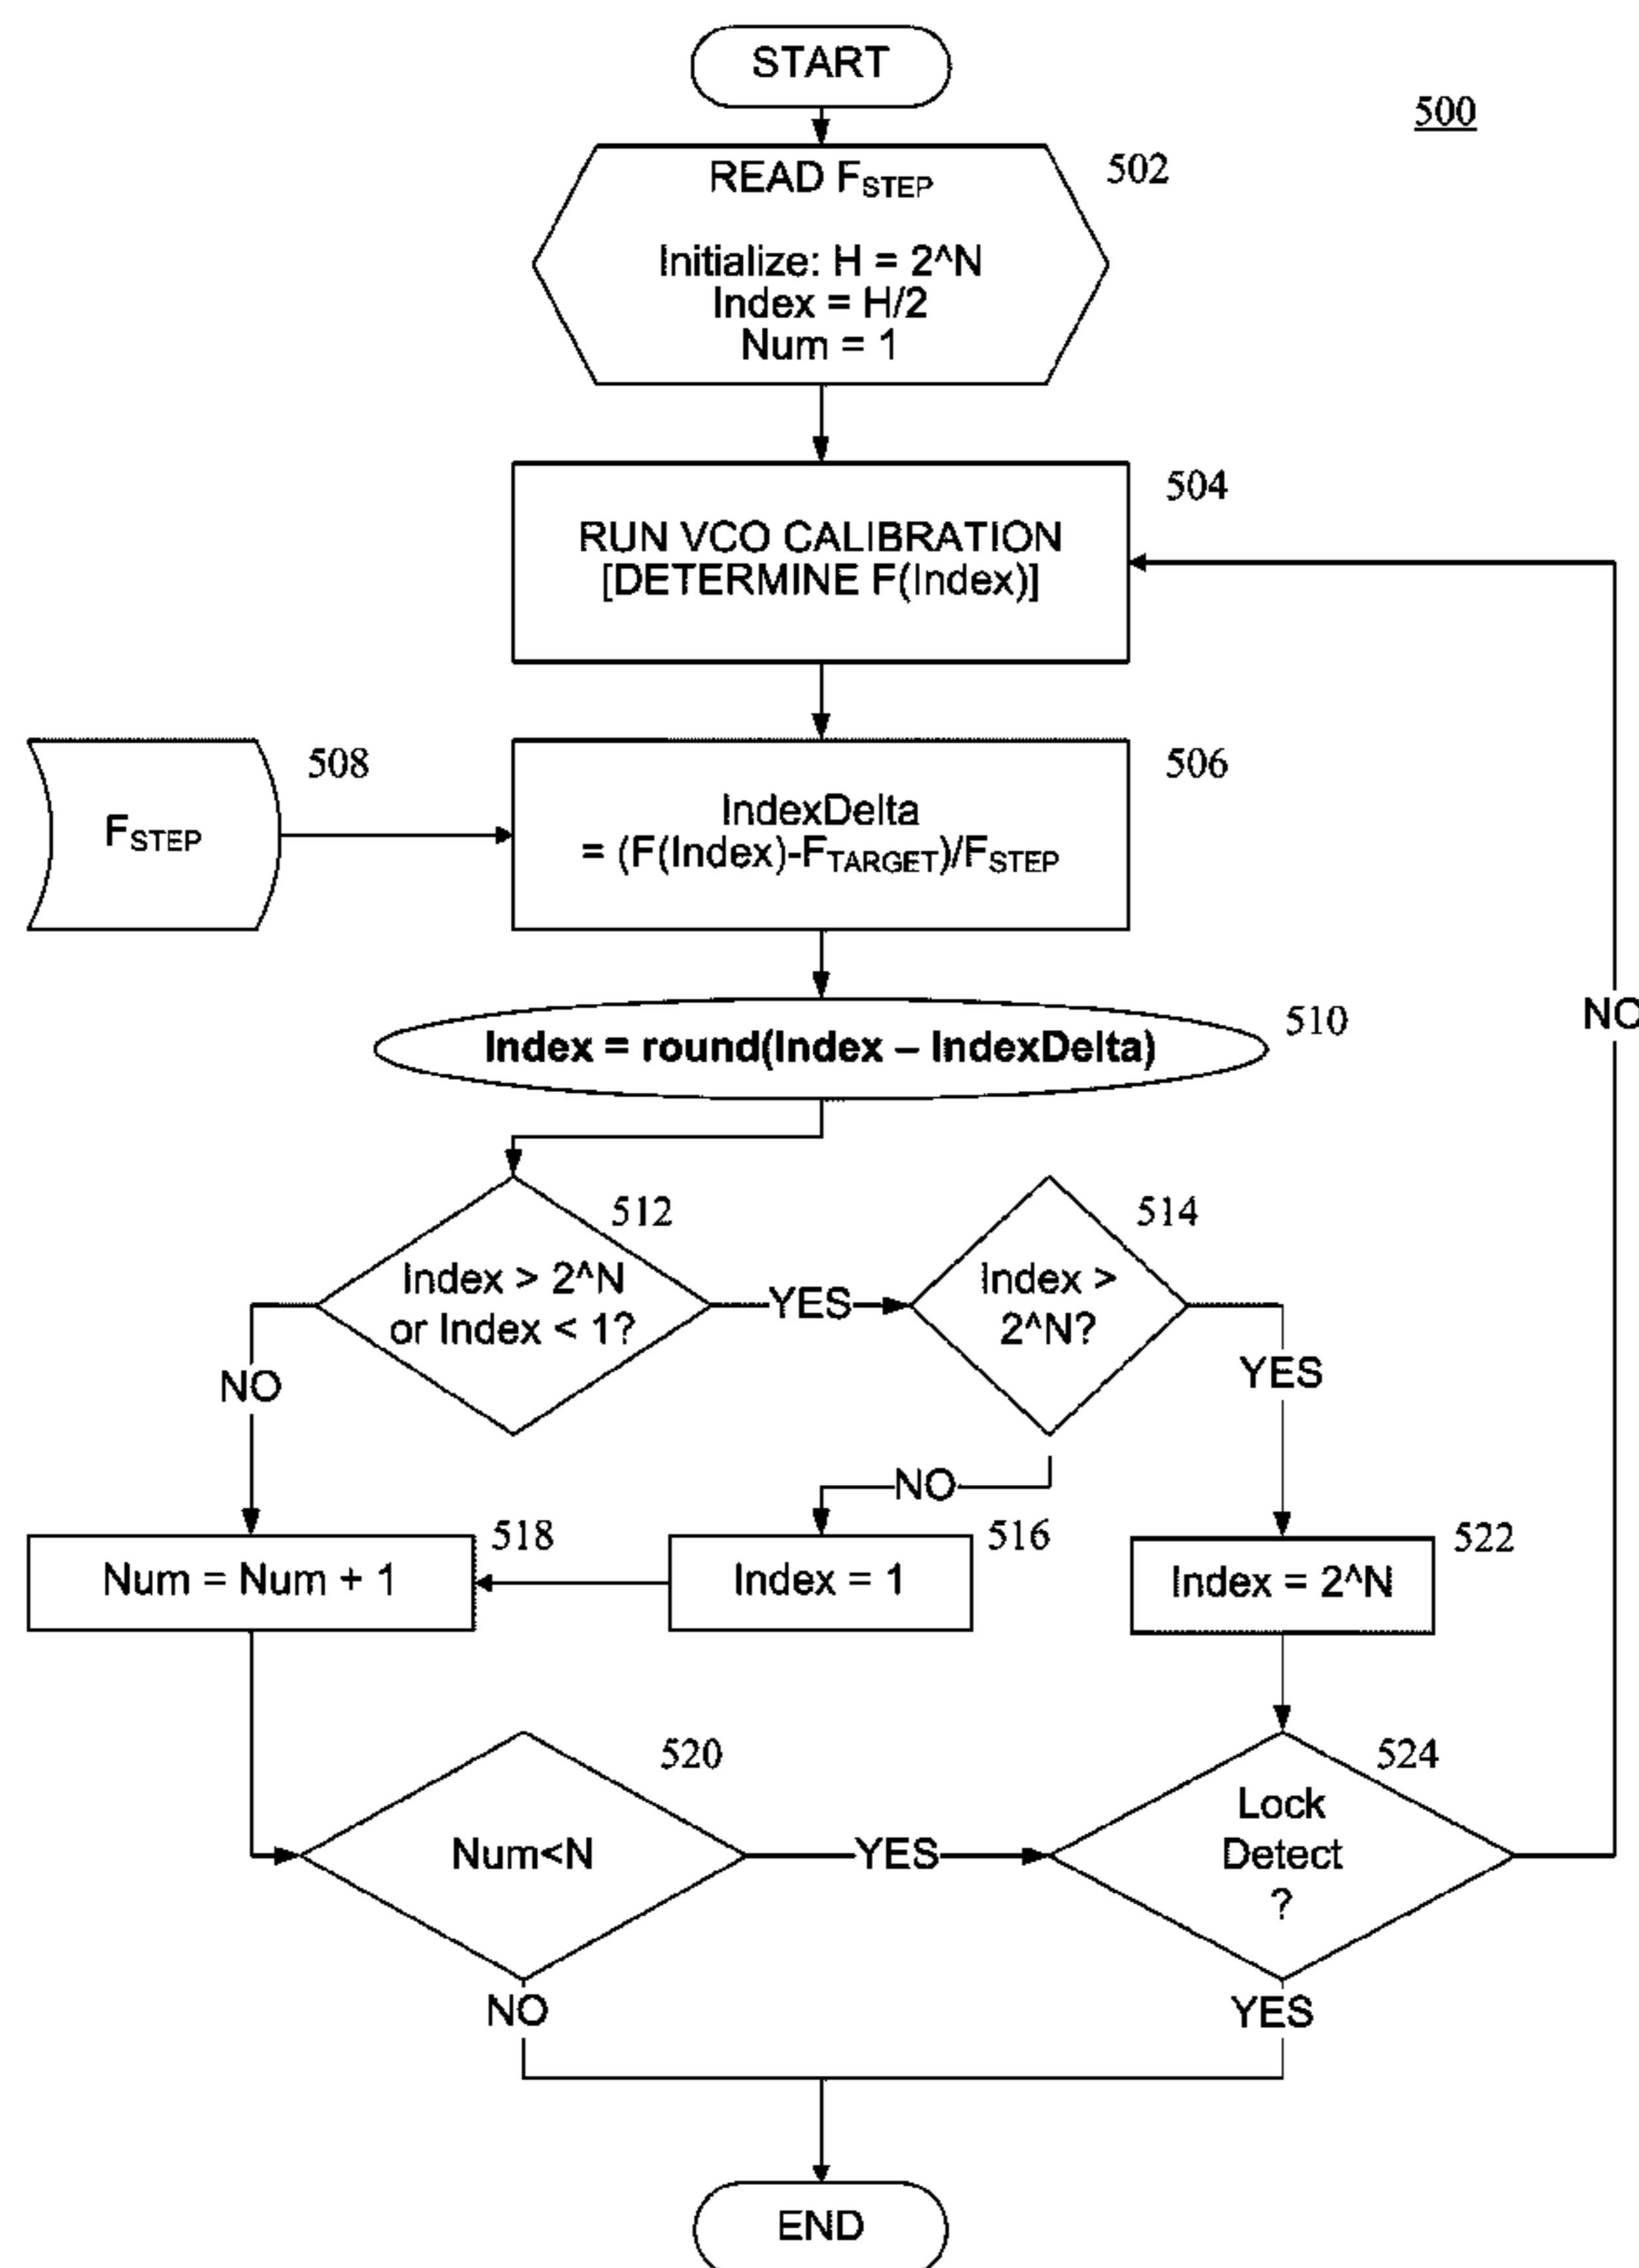 START
500
READ FSTEP
502
Initialize: H = 2^N
Index = H/2
Num = 1
504
RUN VCO CALIBRATION
[DETERMINE F(Index)]
508
506
FSTEP
IndexDelta
= (F(Index)-FTARGET)/FSTEP
NO
510
Index = round(Index – IndexDelta)
512
514
Index > 2^N
or Index < 1?
YES
Index >
2^N?
NO
YES
NO
518
516
522
Num = Num + 1
Index = 1
Index = 2^N
520
524
Num<N
YES
Lock
Detect
?
NO
YES
END